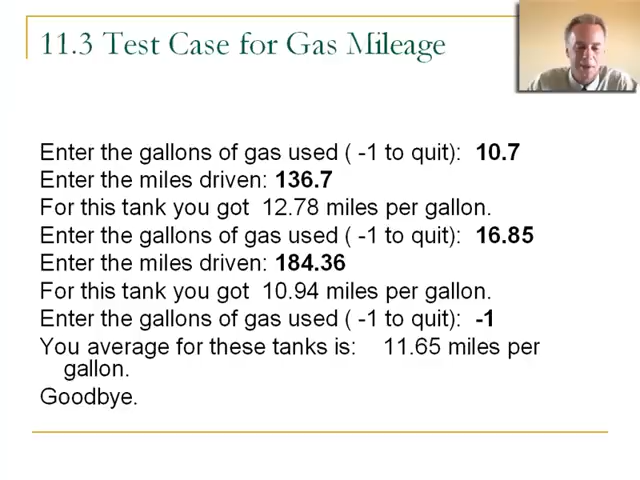 11.3 Test Case for Gas Mileage
Enter the gallons of gas used ( -1 to quit):  10.7
Enter the miles driven: 136.7
For this tank you got  12.78 miles per gallon.
Enter the gallons of gas used ( -1 to quit):  16.85
Enter the miles driven: 184.36
For this tank you got  10.94 miles per gallon.
Enter the gallons of gas used ( -1 to quit):  -1
You average for these tanks is:    11.65 miles per
gallon.
Goodbye.